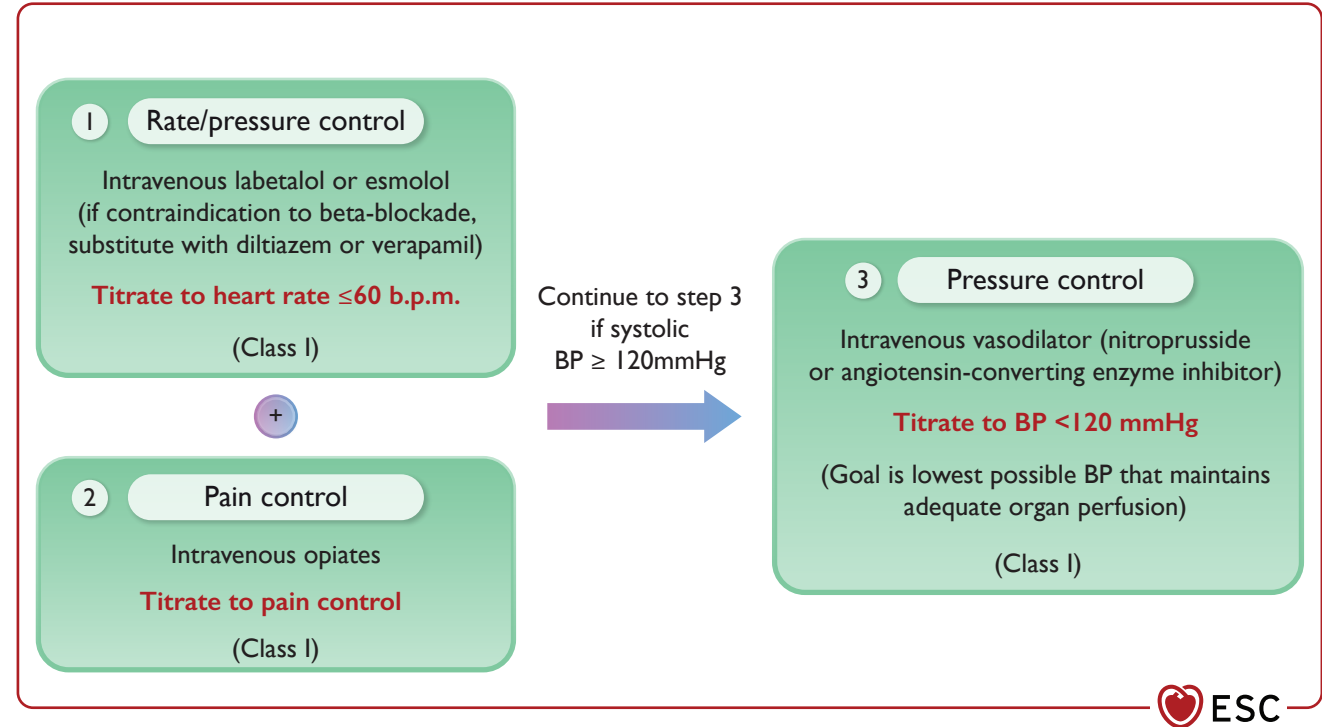 1 Rate/pressure control
Intravenous labetalol or esmolol
(if contraindication to beta-blockade,
substitute with diltiazem or verapamil)
Titrate to heart rate ≤60 b.p.m.
(Class I)
+
2 Pain control
Intravenous opiates
Titrate to pain control
(Class I)
Continue to step 3
if systolic
BP ≥ 120mmHg
3 Pressure control
Intravenous vasodilator (nitroprusside
or angiotensin-converting enzyme inhibitor)
Titrate to BP <120 mmHg
(Goal is lowest possible BP that maintains
adequate organ perfusion)
(Class I)
ESC